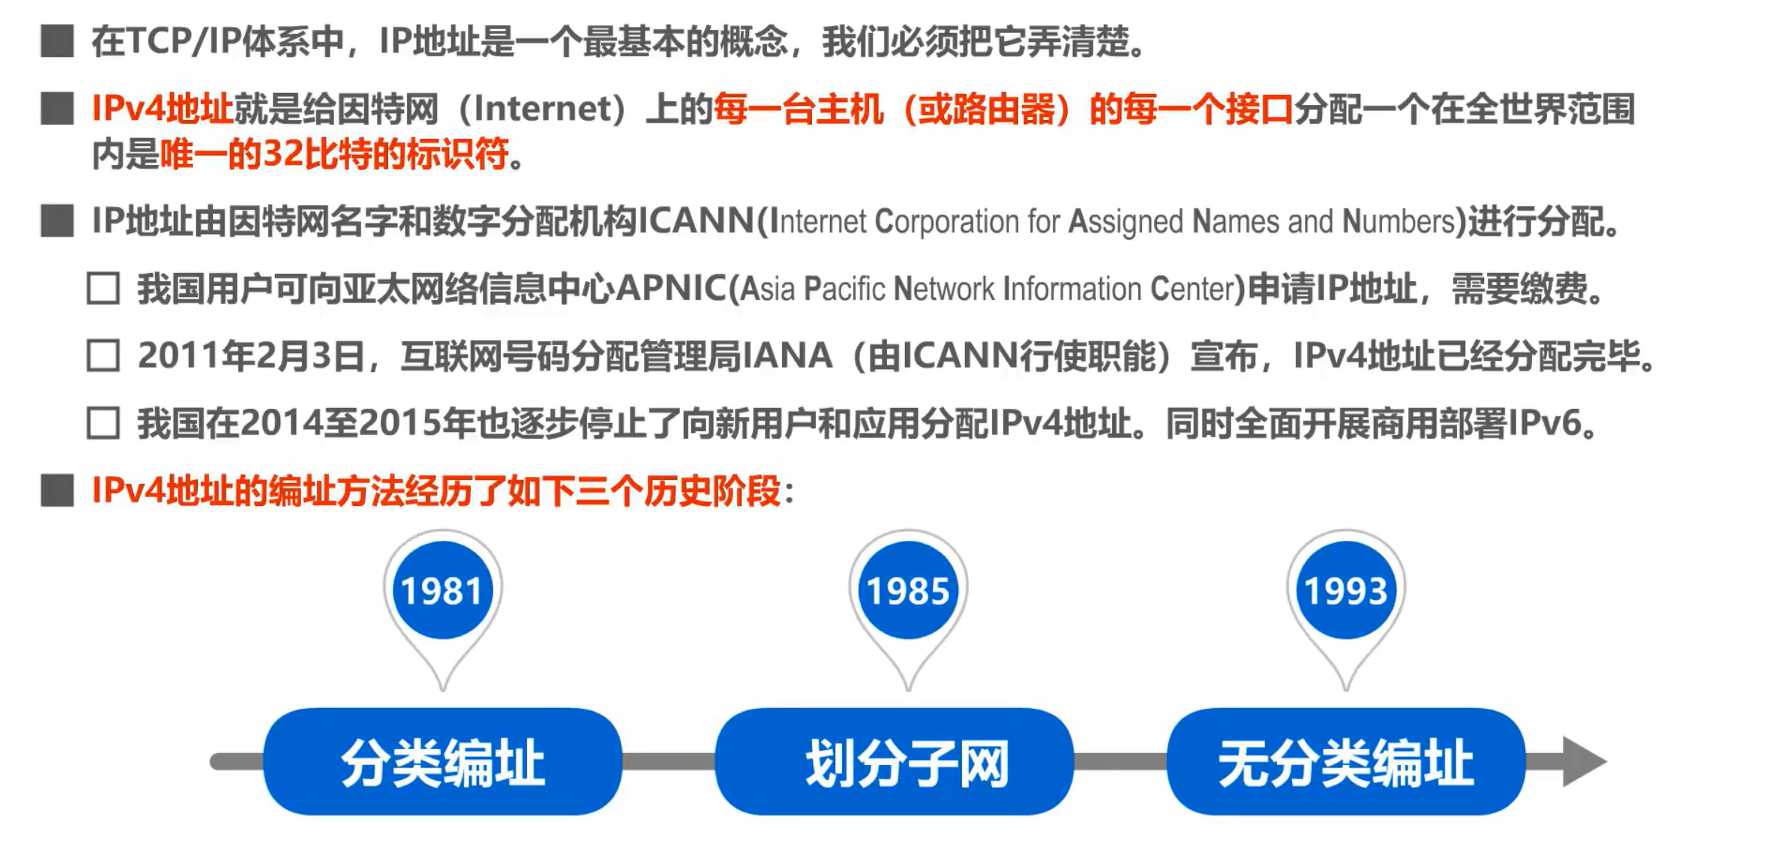 在TCP/IP体系中，IP地址是一个最基本的概念，我们必须把它弄清楚。
IPv4地址就是给因特网（Internet）上的每一台主机（或路由器）的每一个接口分配一个在全世界范围
内是唯一的32比特的标识符。
IP地址由因特网名字和数字分配机构ICANN(Internet Corporation for Assigned Names and Numbers)进行分配。
我国用户可向亚太网络信息中心APNIC(Asia Pacific Network Information Center)申请IP地址，需要缴费。
2011年2月3日，互联网号码分配管理局IANA（由ICANN行使职能）宣布，IPv4地址已经分配完毕。
我国在2014至2015年也逐步停止了向新用户和应用分配IPv4地址。同时全面开展商用部署IPv6。
IPv4地址的编址方法经历了如下三个历史阶段：
1981
1985
1993
分类编址
划分子网
无分类编址